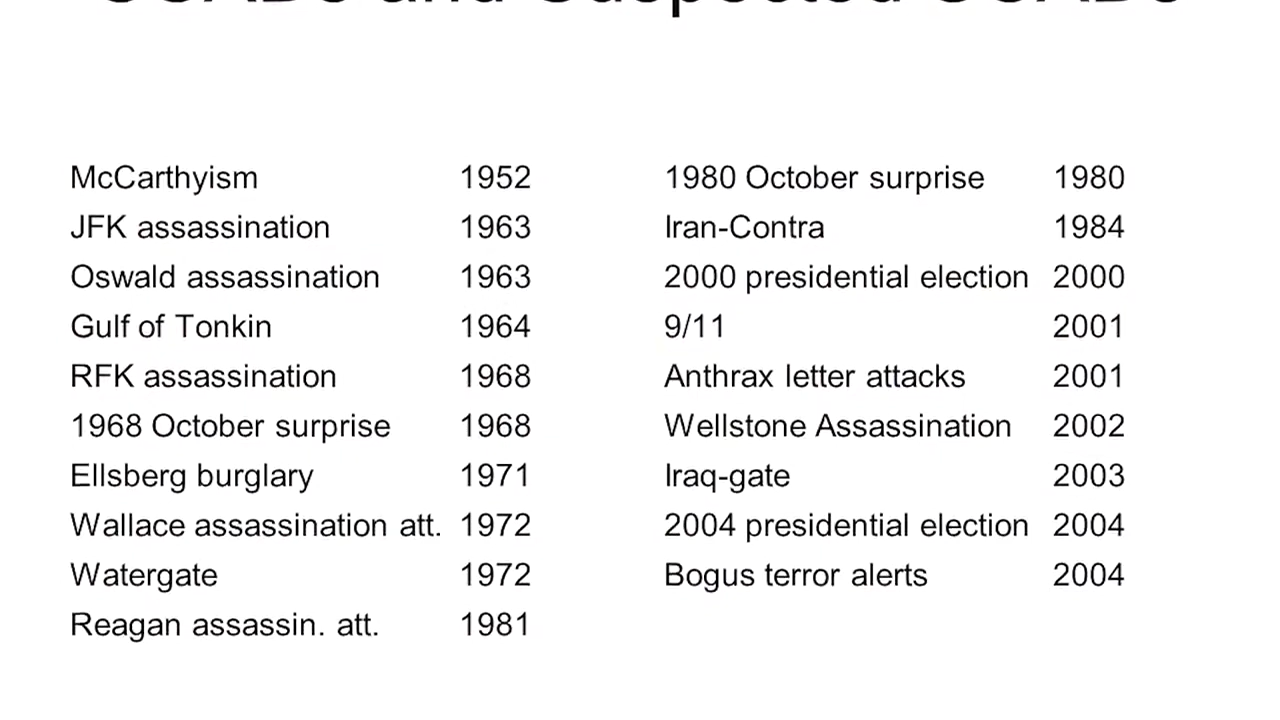 and Suspected
McCarthyism 1952
JFK assassination 1963
Oswald assassination 1963
Gulf of Tonkin 1964
RFK assassination 1968
1968 October surprise 1968
Ellsberg burglary 1971
Wallace assassination att. 1972
Watergate 1972
Reagan assassin. att. 1981
1980 October surprise 1980
Iran-Contra 1984
2000 presidential election 2000
9/11 2001
Anthrax letter attacks 2001
Wellstone Assassination 2002
Iraq-gate 2003
2004 presidential election 2004
Bogus terror alerts 2004